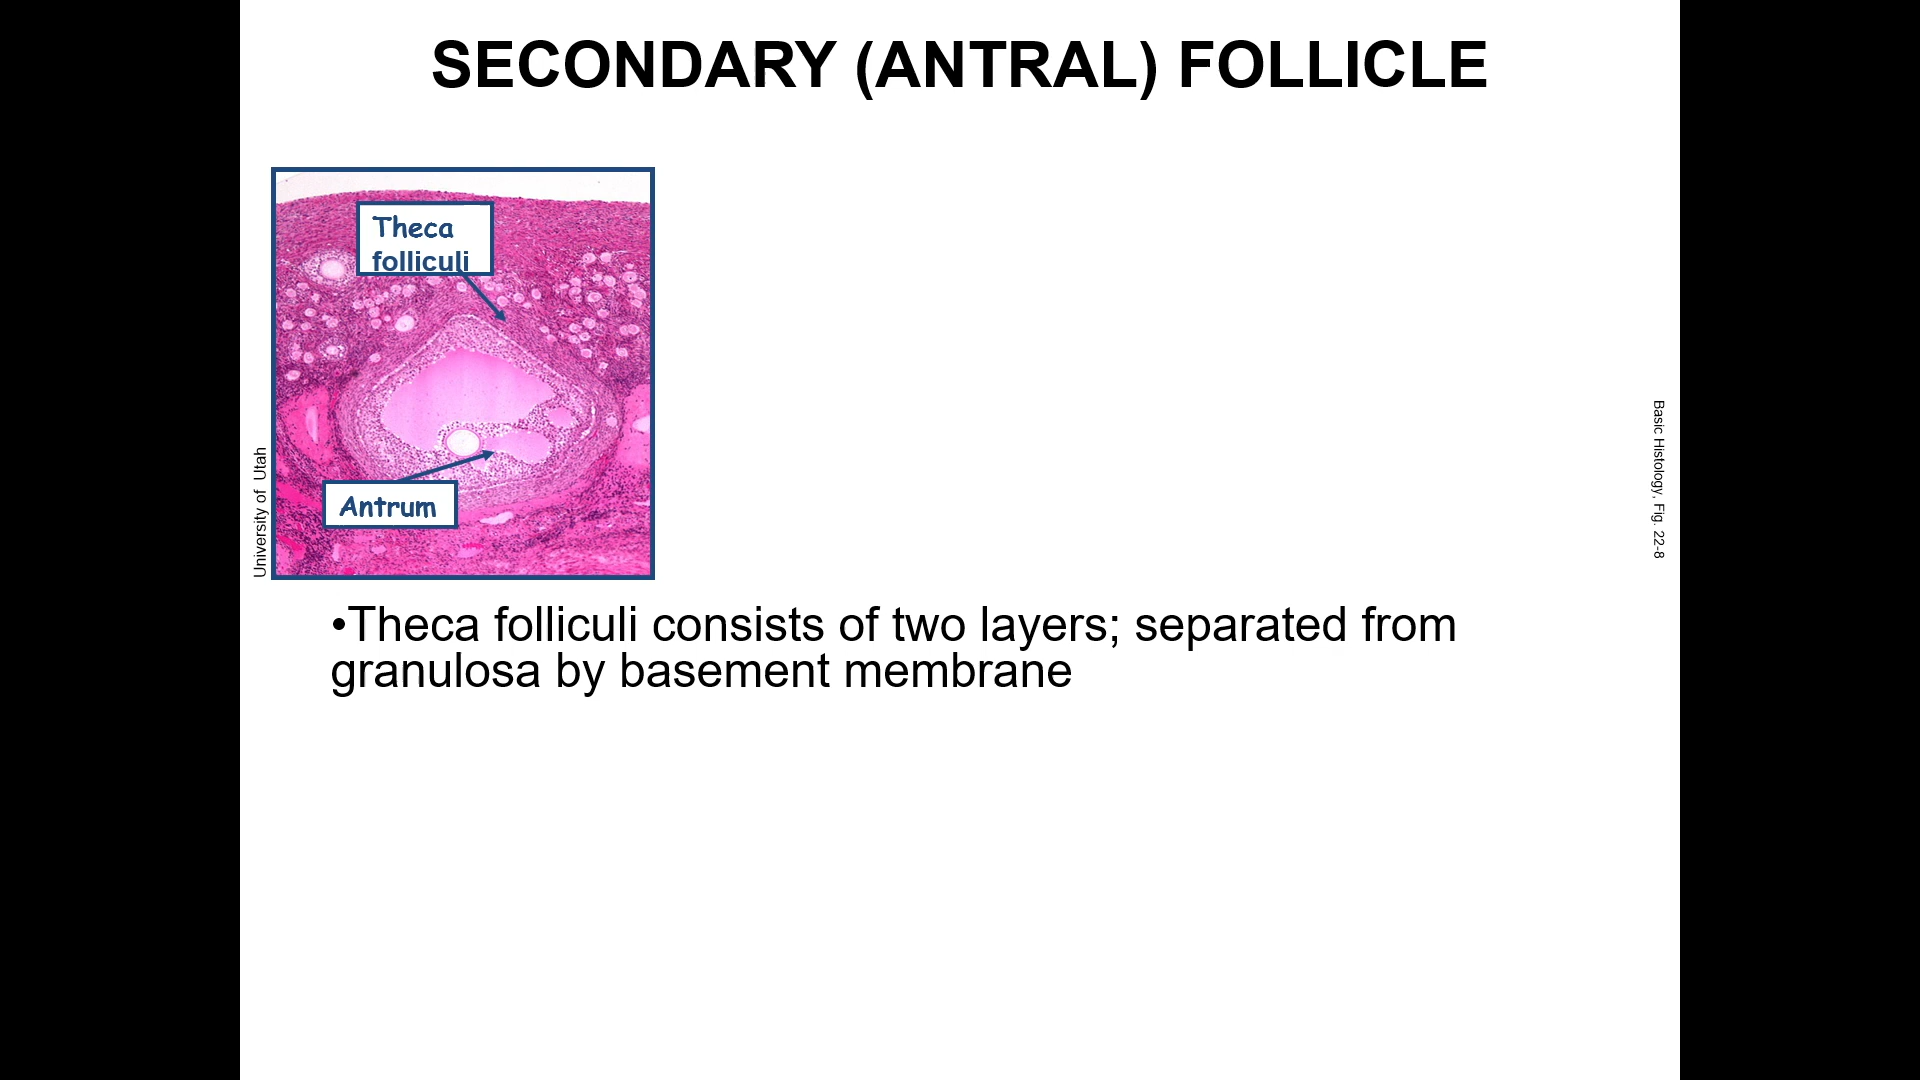 SECONDARY (ANTRAL) FOLLICLE
Theca
folliculi
Antrum
University of Utah
Basic Histology, Fig. 22-8
•Theca folliculi consists of two layers; separated from
granulosa by basement membrane